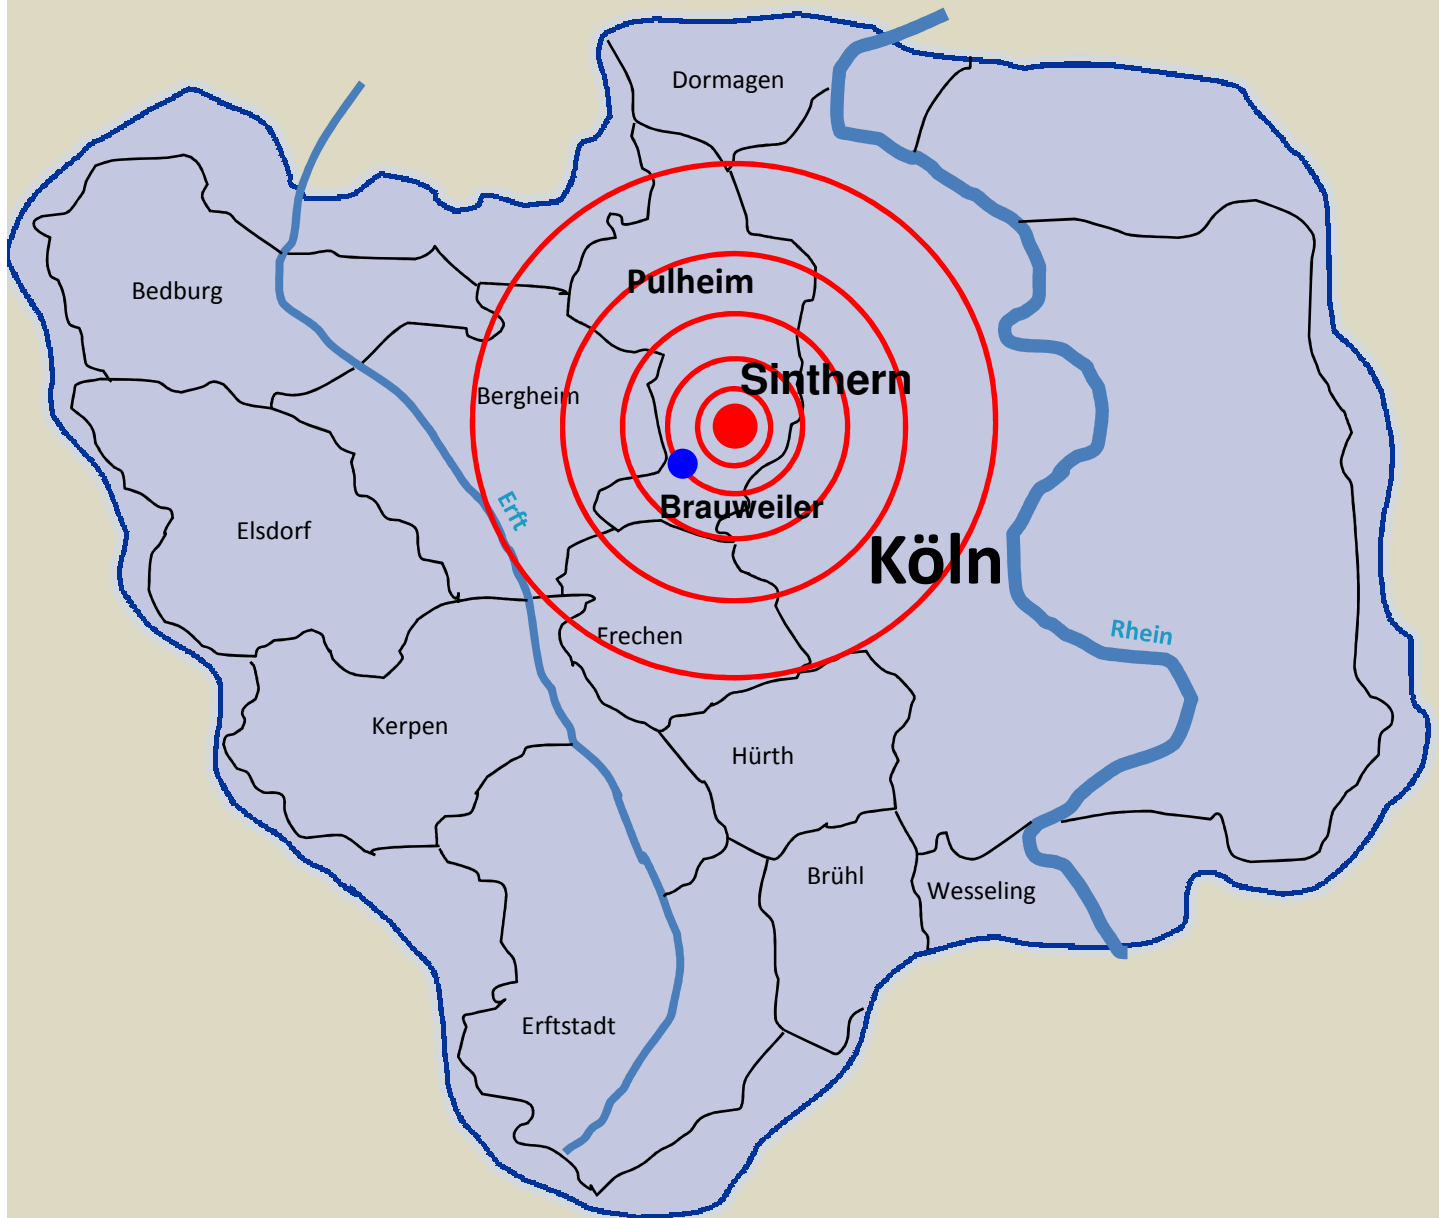 Dormagen
Bedburg
Pulheim
Sinthern
Bergheim
Erft
Brauweiler
Elsdorf
Köln
Rhein
Frechen
Kerpen
Hürth
Brühl
Wesseling
Erftstadt